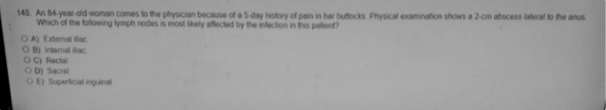 148. An 84-year-old woman comes to the physician because of a 5-day history of pain in her buttocks. Physical examination shows a 2-cm abscess lateral to the anus.
Which of the following lymph nodes is most likely affected by the infection in this patient?
A) External iliac
B) Internal iliac
C) Rectal
D) Sacral
E) Superficial inguinal